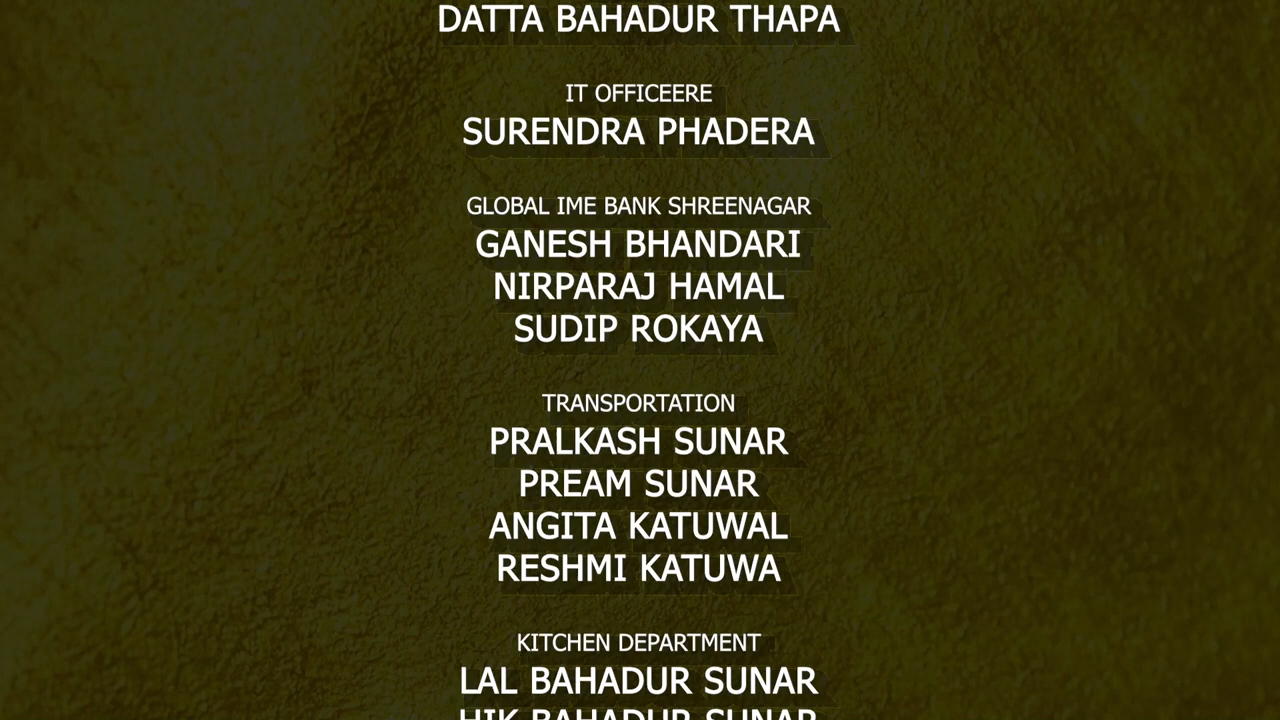 DATTA BAHADUR THAPA
IT OFFICEERE
SURENDRA PHADERA
GLOBAL IME BANK SHREENAGAR
GANESH BHANDARI
NIRPARAJ HAMAL
SUDIP ROKAYA
TRANSPORTATION
PRALKASH SUNAR
PREAM SUNAR
ANGITA KATUWAL
RESHMI KATUWA
KITCHEN DEPARTMENT
LAL BAHADUR SUNAR
BAHADUR SUNAR